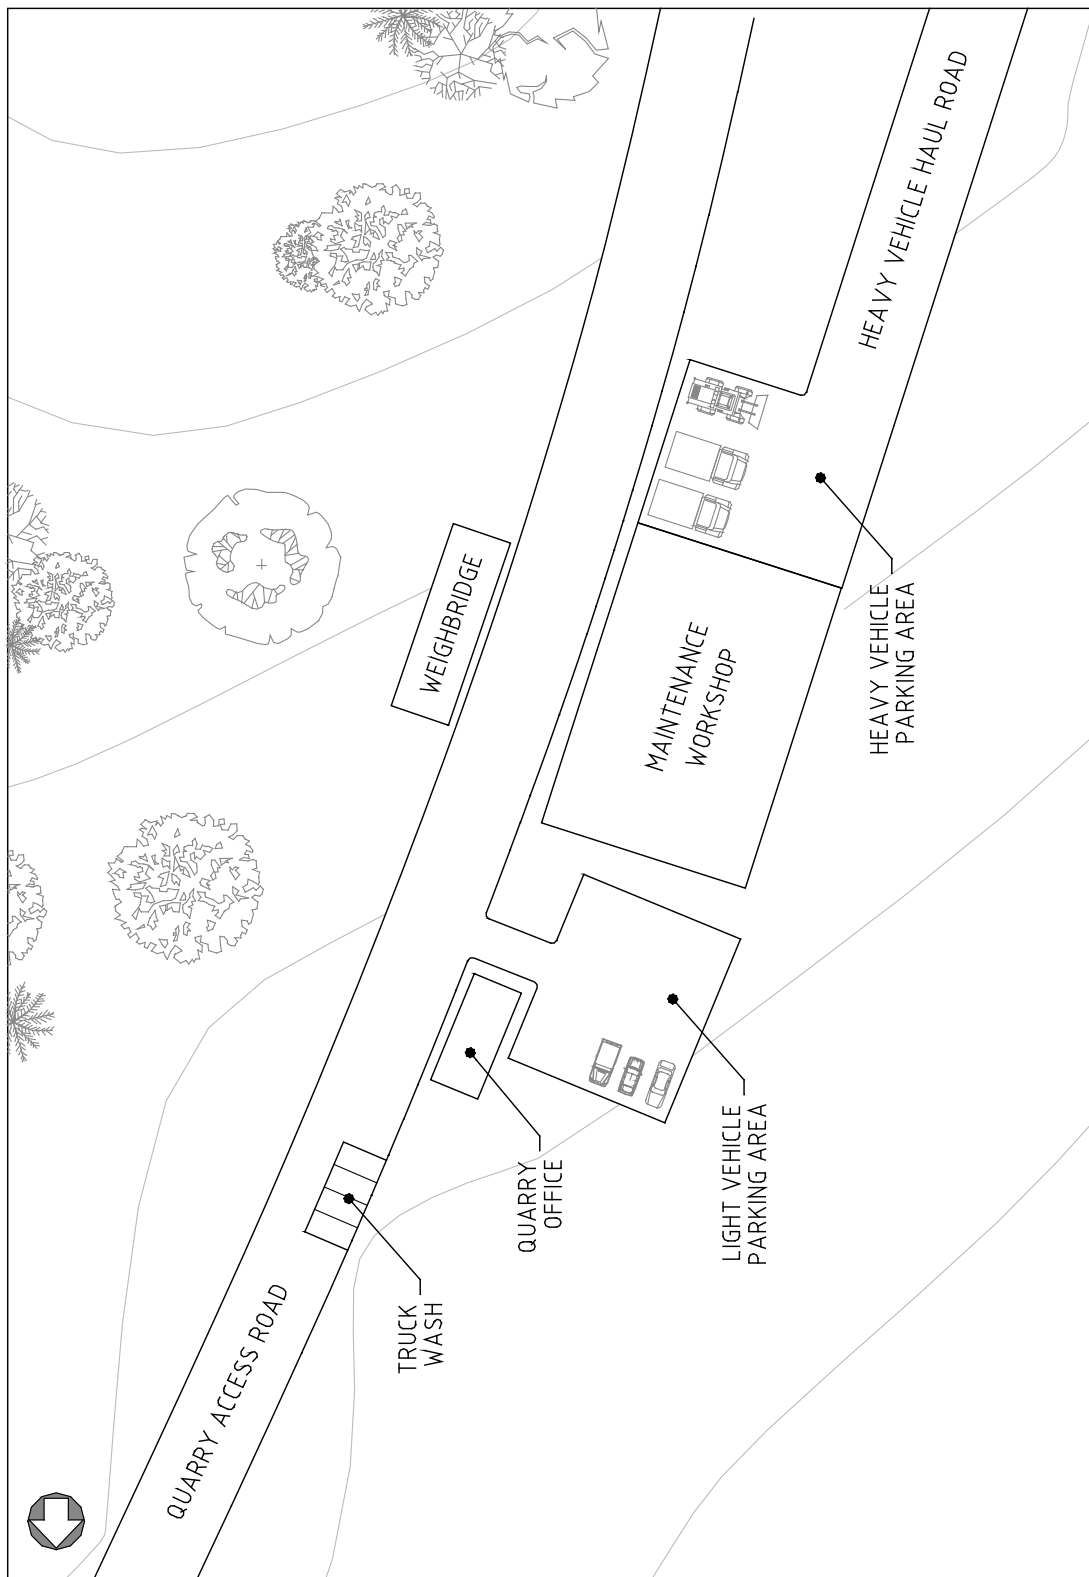 HEAVY VEHICLE HAUL ROAD
WEIGHBRIDGE
MAINTENANCE
WORKSHOP
HEAVY VEHICLE
PARKING AREA
QUARRY
OFFICE
LIGHT VEHICLE
PARKING AREA
TRUCK
WASH
QUARRY ACCESS ROAD